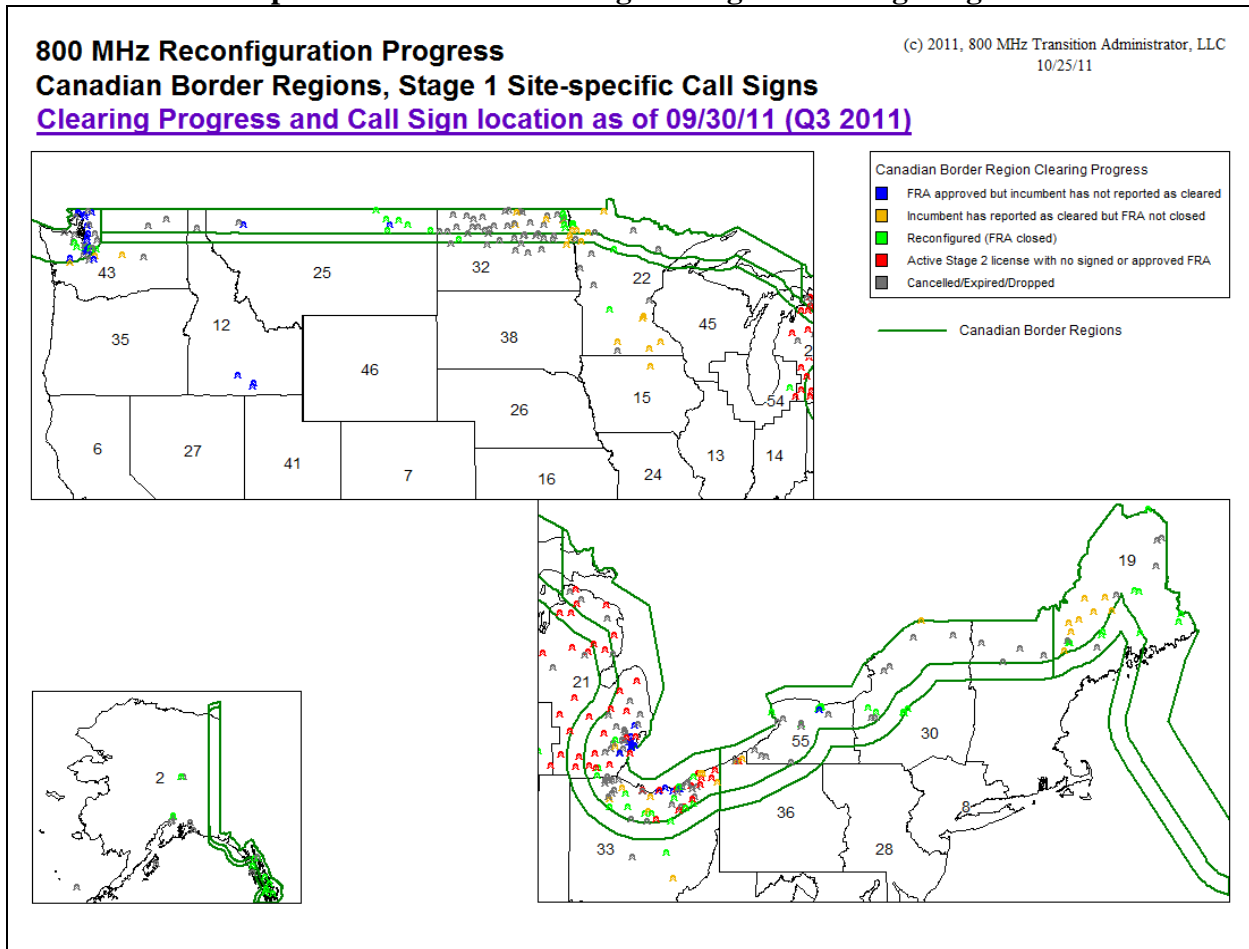 800 MHz Reconfiguration Progress
Canadian Border Regions, Stage 1 Site-specific Call Signs
Clearing Progress and Call Sign location as of 09/30/11 (Q3 2011)
(c) 2011, 800 MHz Transition Administrator, LLC
10/25/11
Canadian Border Region Clearing Progress
FRA approved but incumbent has not reported as cleared
Incumbent has reported as cleared but FRA not closed
Reconfigured (FRA closed)
Active Stage 2 license with no signed or approved FRA
Cancelled/Expired/Dropped
Canadian Border Regions
43
25
32
22
35
12
38
45
46
2
15
54
26
6
27
41
7
16
24
13
14
19
21
55
30
36
8
33
28
2